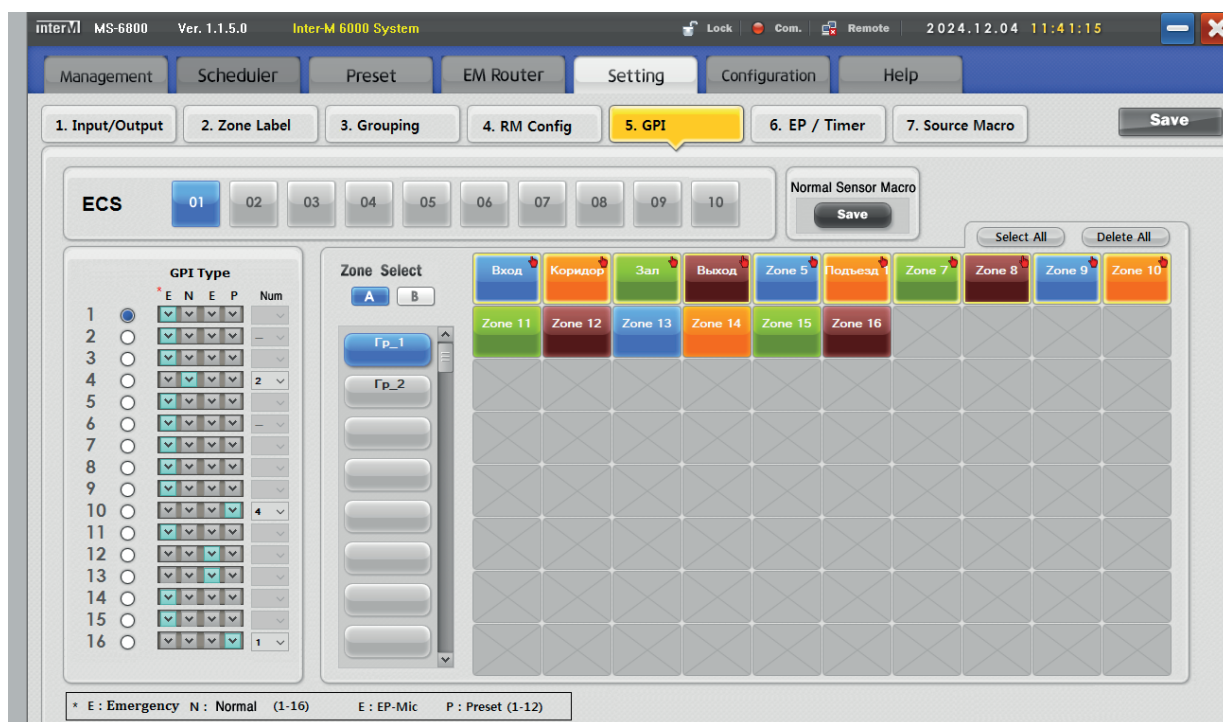 inter M MS-6800 Ver. 1.1.5.0 Inter-M 6000 System Lock Com. Remote 2024.12.04 11:41:15
Management Scheduler Preset EM Router Setting Configuration Help
1. Input/Output 2. Zone Label 3. Grouping 4. RM Config 5. GPI 6. EP / Timer 7. Source Macro Save
ECS 01 02 03 04 05 06 07 08 09 10
Normal Sensor Macro
Save
Select All Delete All
GPI Type
* E N E P Num
1
2 –
3
4 2
5
6 –
7
8
9
10 4
11
12
13
14
15
16 1
Zone Select
A B
Гр_1
Гр_2
Вход Коридор Зал Выход Zone 5 Подъезд 1 Zone 7 Zone 8 Zone 9 Zone 10
Zone 11 Zone 12 Zone 13 Zone 14 Zone 15 Zone 16
* E : Emergency N : Normal (1-16) E : EP-Mic P : Preset (1-12)